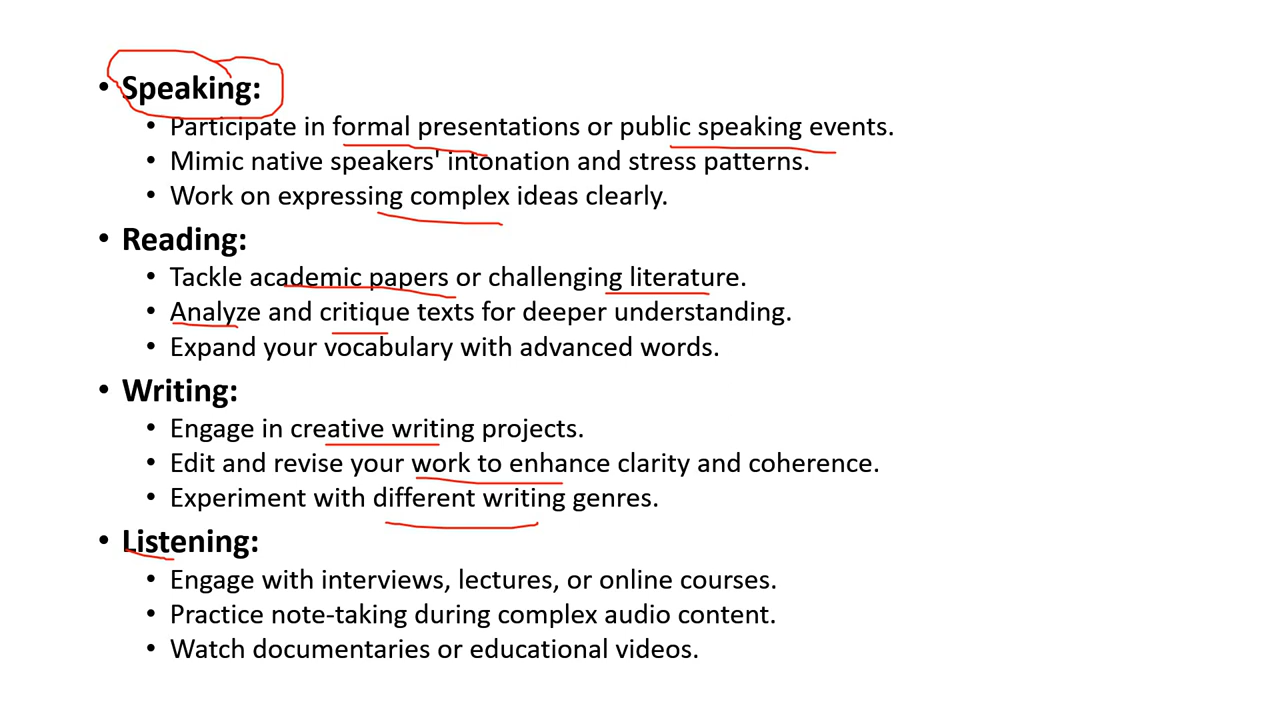 • Speaking:
• Participate in formal presentations or public speaking events.
• Mimic native speakers' intonation and stress patterns.
• Work on expressing complex ideas clearly.
• Reading:
• Tackle academic papers or challenging literature.
• Analyze and critique texts for deeper understanding.
• Expand your vocabulary with advanced words.
• Writing:
• Engage in creative writing projects.
• Edit and revise your work to enhance clarity and coherence.
• Experiment with different writing genres.
• Listening:
• Engage with interviews, lectures, or online courses.
• Practice note-taking during complex audio content.
• Watch documentaries or educational videos.